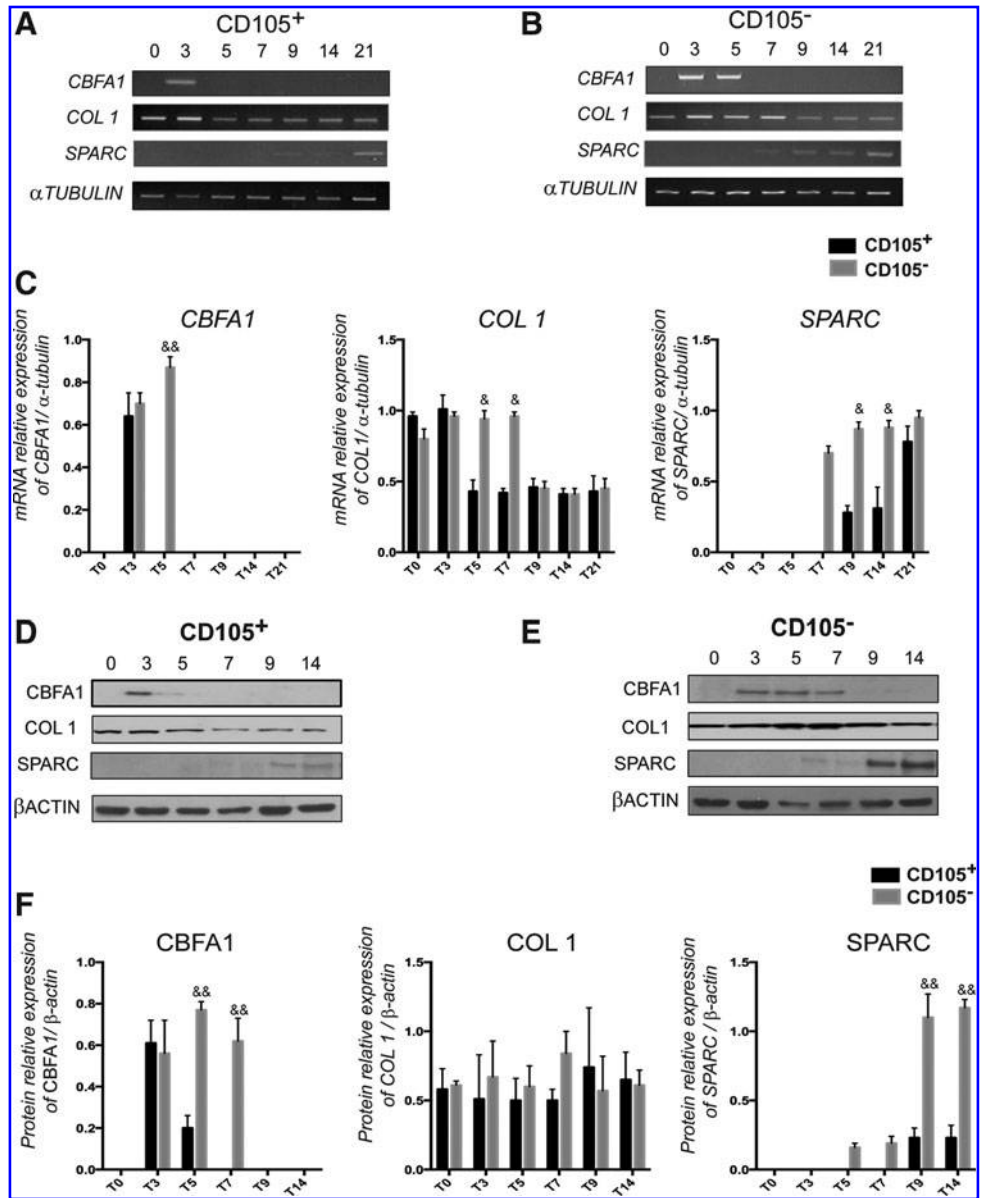 A
CD105+
0 3 5 7 9 14 21
CBFA1
COL 1
SPARC
αTUBULIN
B
CD105-
0 3 5 7 9 14 21
CBFA1
COL 1
SPARC
αTUBULIN
CD105+
CD105-
C
CBFA1
mRNA relative expression
of CBFA1/ α-tubulin
1.0
0.8
0.6
0.4
0.2
0.0
&&
T0 T3 T5 T7 T9 T14 T21
COL 1
mRNA relative expression
of COL1/ α-tubulin
1.5
1.0
0.5
0.0
& &
T0 T3 T5 T7 T9 T14 T21
SPARC
mRNA relative expression
of SPARC/ α-tubulin
1.5
1.0
0.5
0.0
& &
T0 T3 T5 T7 T9 T14 T21
D
CD105+
0 3 5 7 9 14
CBFA1
COL 1
SPARC
βACTIN
E
CD105-
0 3 5 7 9 14
CBFA1
COL1
SPARC
βACTIN
CD105+
CD105-
F
CBFA1
Protein relative expression
of CBFA1/ β-actin
1.0
0.8
0.6
0.4
0.2
0.0
&& &&
T0 T3 T5 T7 T9 T14
COL 1
Protein relative expression
of COL 1 / β-actin
1.5
1.0
0.5
0.0
T0 T3 T5 T7 T9 T14
SPARC
Protein relative expression
of SPARC / β-actin
1.5
1.0
0.5
0.0
&& &&
T0 T3 T5 T7 T9 T14